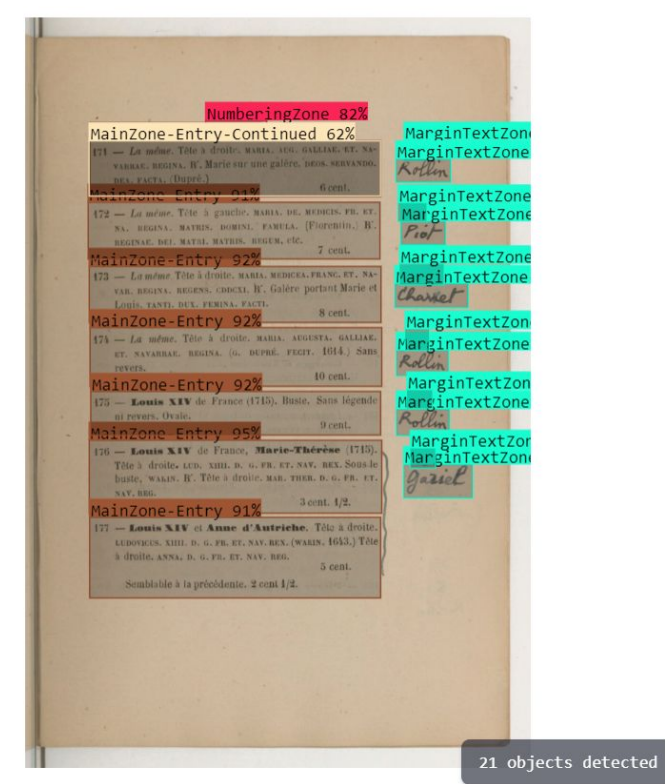 NumberingZone 82%
MainZone-Entry-Continued 62%
MarginTextZone
MarginTextZone
171 — La même. Tête à droite. MARIA. AUG. GALLIAE. ET. NA-
VARRAE. REGINA. R'. Marie sur une galère. SERVANDO.
DEA. FACTA. (Dupré.)
6 cent.
Rollin
MainZone-Entry 91%
MarginTextZone
MarginTextZone
172 — La même. Tête à gauche. MARIA. DE. MEDICIS. FR. ET.
NA. REGINA. MATRIS. DOMINI. FAMULA. (Florentin.) R'.
REGINAE. DEI. MATRI. MATRIS. REGUM, etc.
7 cent.
Piot
MainZone-Entry 92%
MarginTextZone
MarginTextZone
173 — La même. Tête à droite. MARIA. MEDICEA. FRANC. ET. NA-
VAR. REGINA. REGENS. CDDCXI. R'. Galère portant Marie et
Louis. TANTI. DUX. FEMINA. FACTI.
8 cent.
Charvet
MainZone-Entry 92%
MarginTextZon
MarginTextZone
174 — La même. Tête à droite. MARIA. AUGUSTA. GALLIAE.
ET. NAVARRAE. REGINA. (G. DUPRÉ. FECIT. 1614.) Sans
revers.
10 cent.
Rollin
MainZone-Entry 92%
MarginTextZon
MarginTextZone
175 — Louis XIV de France (1715). Buste. Sans légende
ni revers. Ovale.
9 cent.
Rollin
MainZone-Entry 95%
MarginTextZon
MarginTextZon
176 — Louis XIV de France, Marie-Thérèse (1715).
Tête à droite. LUD. XIIII. D. G. FR. ET. NAV. REX. Sous le
buste, WARIN. R'. Tête à droite. MAR. THER. D. G. FR. ET.
NAV. REG.
3 cent. 1/2.
Gariel
MainZone-Entry 91%
177 — Louis XIV et Anne d'Autriche. Tête à droite.
LUDOVICUS. XIIII. D. G. FR. ET. NAV. REX. (WARIN. 1643.) Tête
à droite. ANNA. D. G. FR. ET. NAV. REG.
5 cent.
Semblable à la précédente. 2 cent 1/2.
21 objects detected